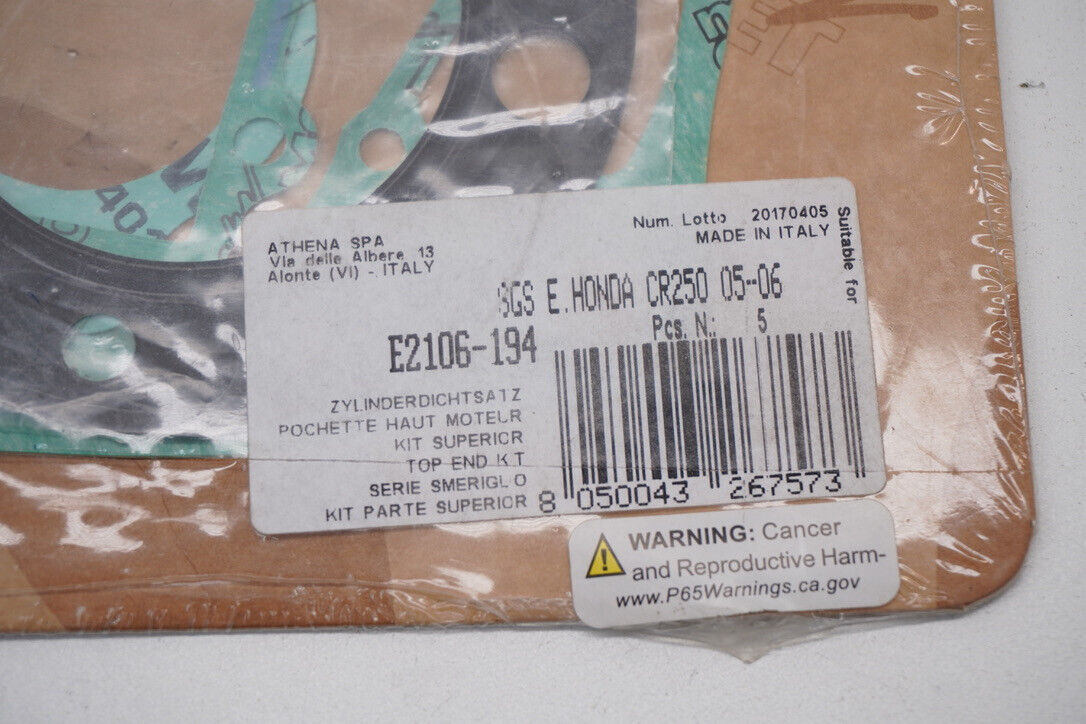 40
ATHENA SPA
Via delle Albere, 13
Alonte (VI) - ITALY
Num. Lotto 20170405
MADE IN ITALY
Suitable for
SGS E.HONDA CR250 05--06
Pcs. N.: 5
E2106-194
ZYLINDERDICHTSATZ
POCHETTE HAUT MOTEUR
KIT SUPERIOR
TOP END KIT
SERIE SMERIGLIO
KIT PARTE SUPERIOR
8 050043 267573
WARNING: Cancer
and Reproductive Harm-
www.P65Warnings.ca.gov